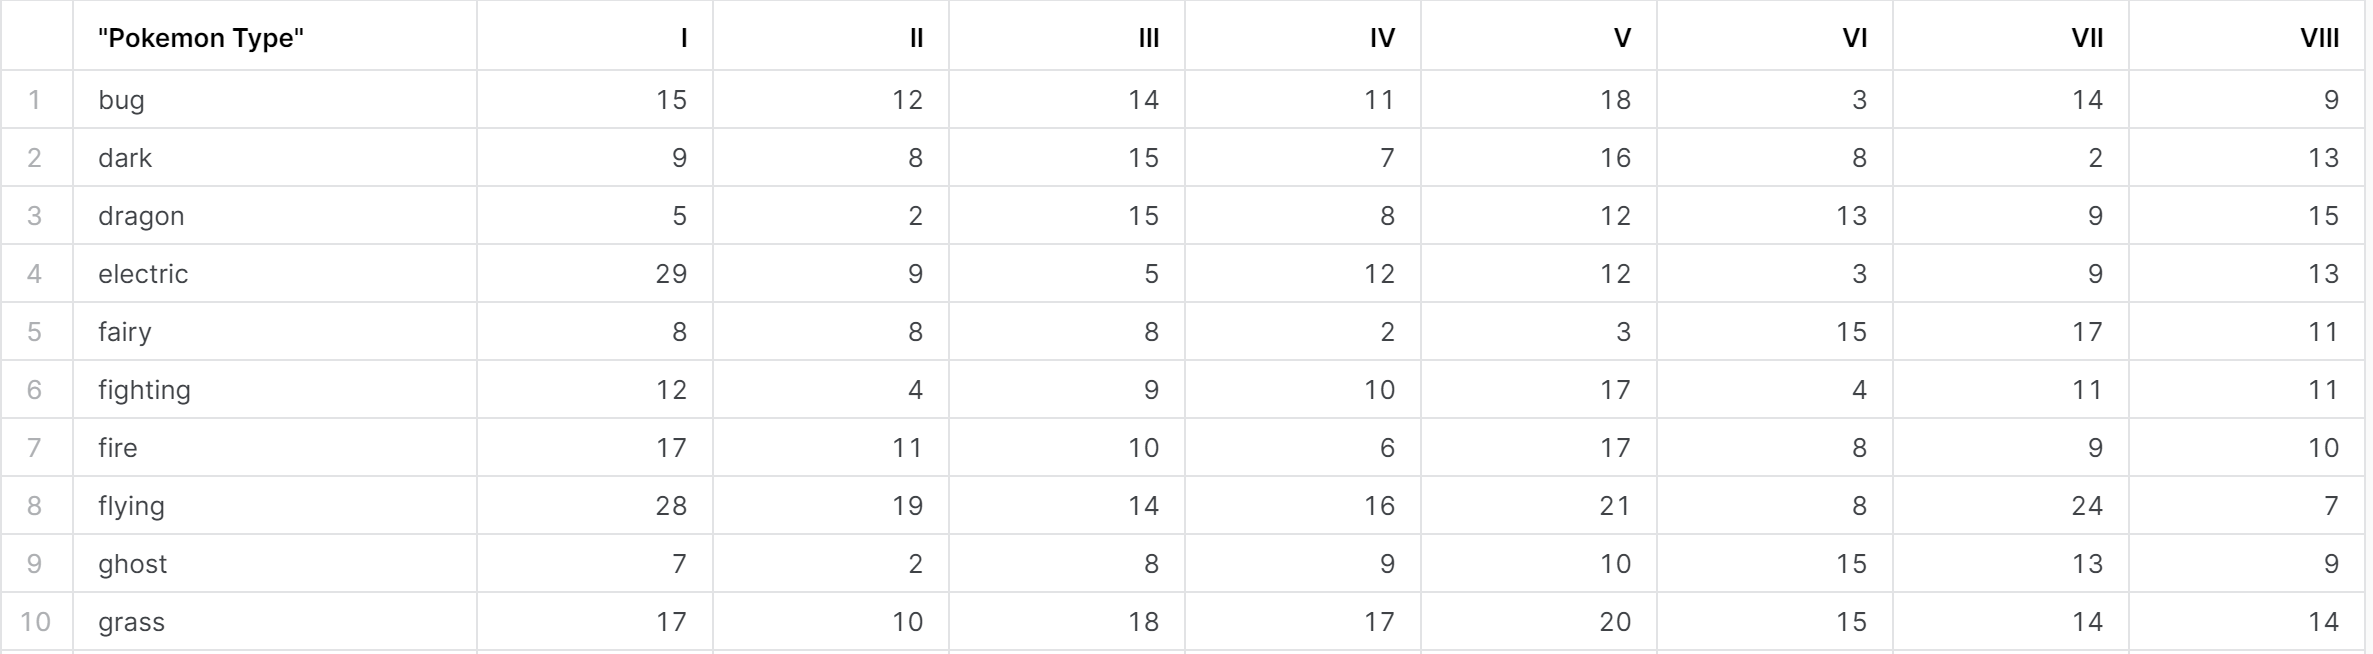 "Pokemon Type" I II III IV V VI VII VIII
1 bug 15 12 14 11 18 3 14 9
2 dark 9 8 15 7 16 8 2 13
3 dragon 5 2 15 8 12 13 9 15
4 electric 29 9 5 12 12 3 9 13
5 fairy 8 8 8 2 3 15 17 11
6 fighting 12 4 9 10 17 4 11 11
7 fire 17 11 10 6 17 8 9 10
8 flying 28 19 14 16 21 8 24 7
9 ghost 7 2 8 9 10 15 13 9
10 grass 17 10 18 17 20 15 14 14